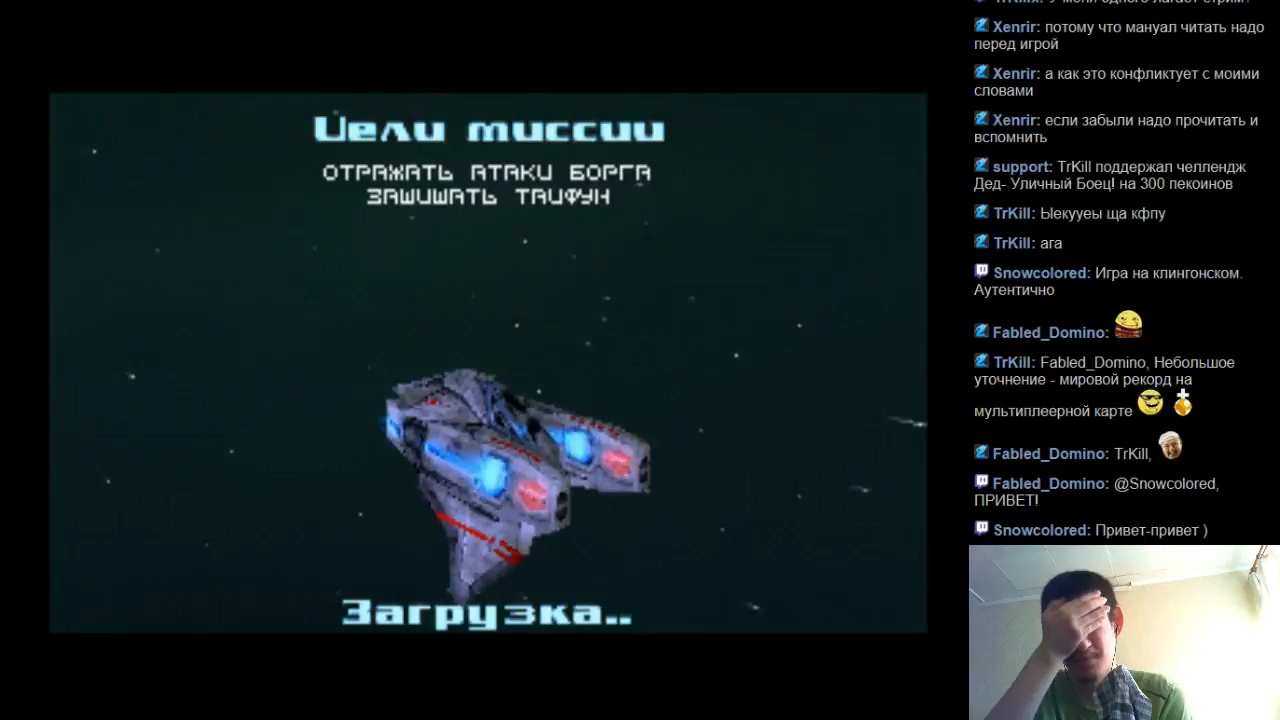 Цели миссии
ОТРАЖАТЬ АТАКИ БОРГА
ЗАЩИЩАТЬ ТАИФУН
Загрузка..
Xenrir: потому что мануал читать надо
перед игрой
Xenrir: а как это конфликтует с моими
словами
Xenrir: если забыли надо прочитать и
вспомнить
support: TrKill поддержал челлендж
Дед- Уличный Боец! на 300 пекоинов
TrKill: Ыекууеы ща кфпу
TrKill: ага
Snowcolored: Игра на клингонском.
Аутентично
Fabled_Domino:
TrKill: Fabled_Domino, Небольшое
уточнение - мировой рекорд на
мультиплеерной карте
Fabled_Domino: TrKill,
Fabled_Domino: @Snowcolored,
ПРИВЕТ!
Snowcolored: Привет-привет )